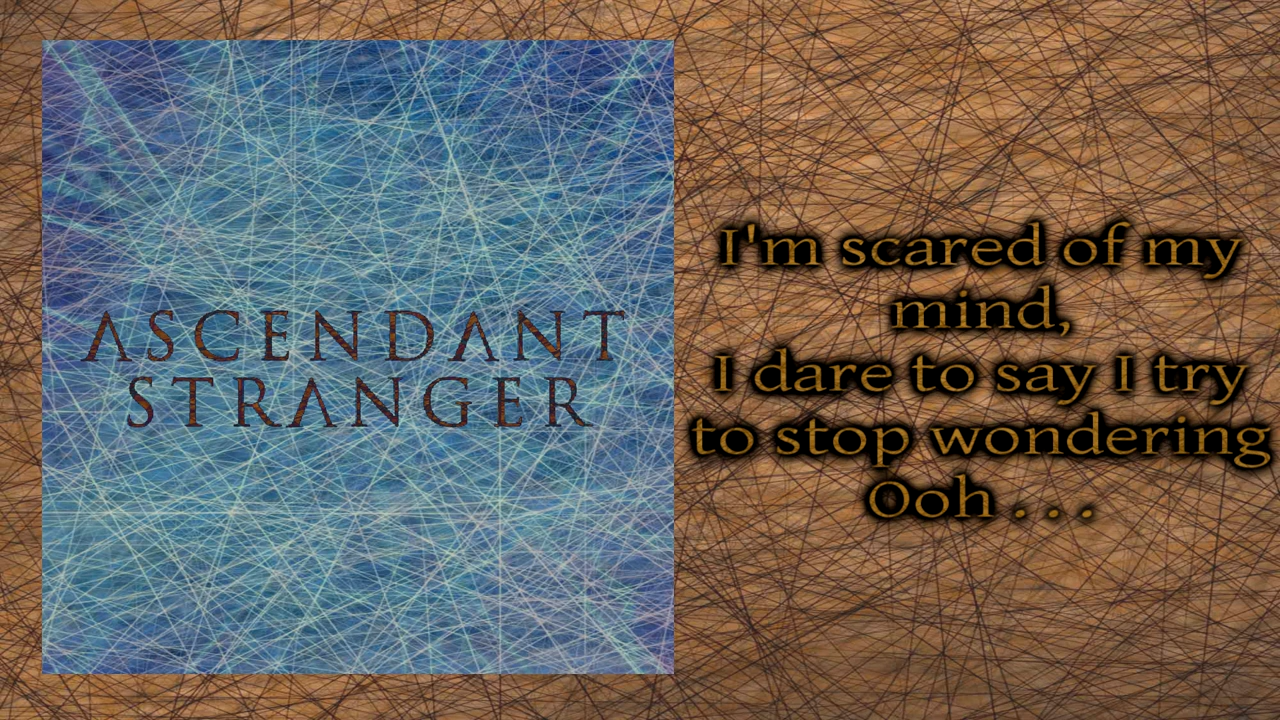 ASCENDANT
STRANGER
I'm scared of my
mind,
I dare to say I try
to stop wondering
Ooh . . .